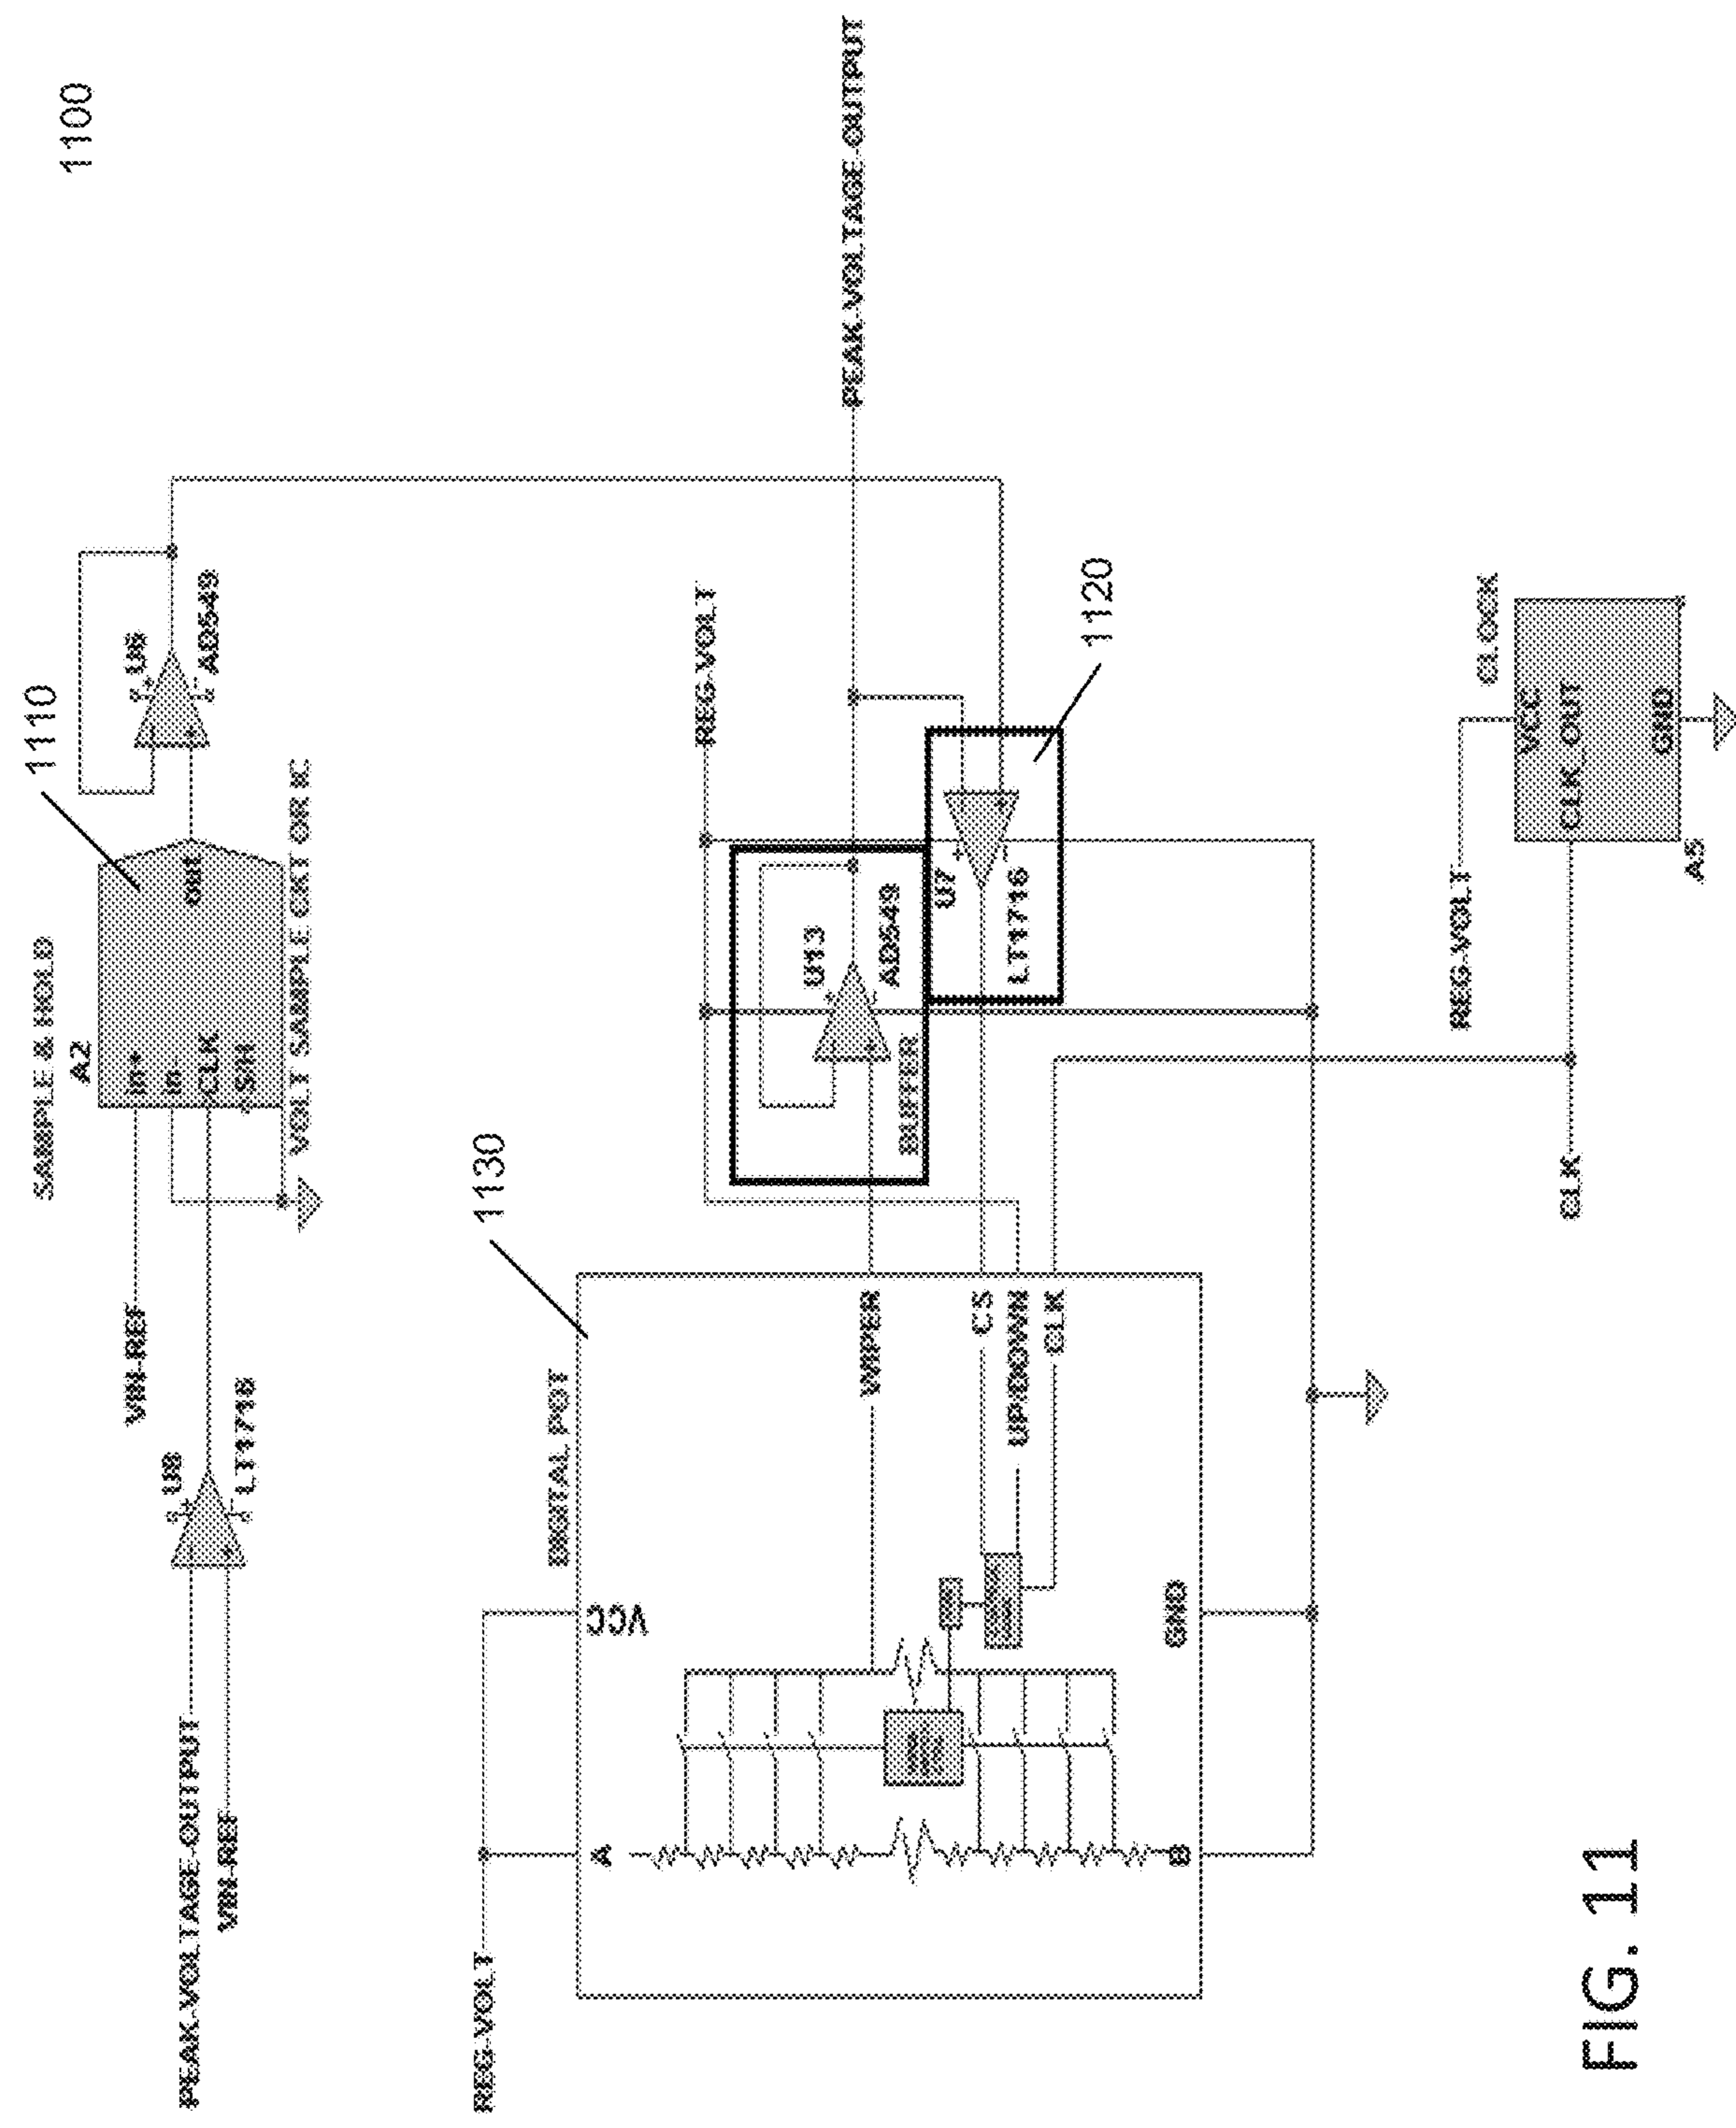 1100
SAMPLE & HOLD
A2
1110
In+
In-
CLK
S/H
out
VOLT SAMPLE CKT OR IC
U6
AD549
VIN-REF
U8
LT1716
PEAK-VOLTAGE-OUTPUT
VIN-REF
REG-VOLT
DIGITAL POT
1130
VCC
A
B
GND
WIPER
CS
UP/DOWN
CLK
REG-VOLT
U13
AD549
BUFFER
U7
LT1716
1120
PEAK-VOLTAGE-OUTPUT
REG-VOLT
CLOCK
VCC
CLK_OUT
GND
A5
CLK
FIG. 11